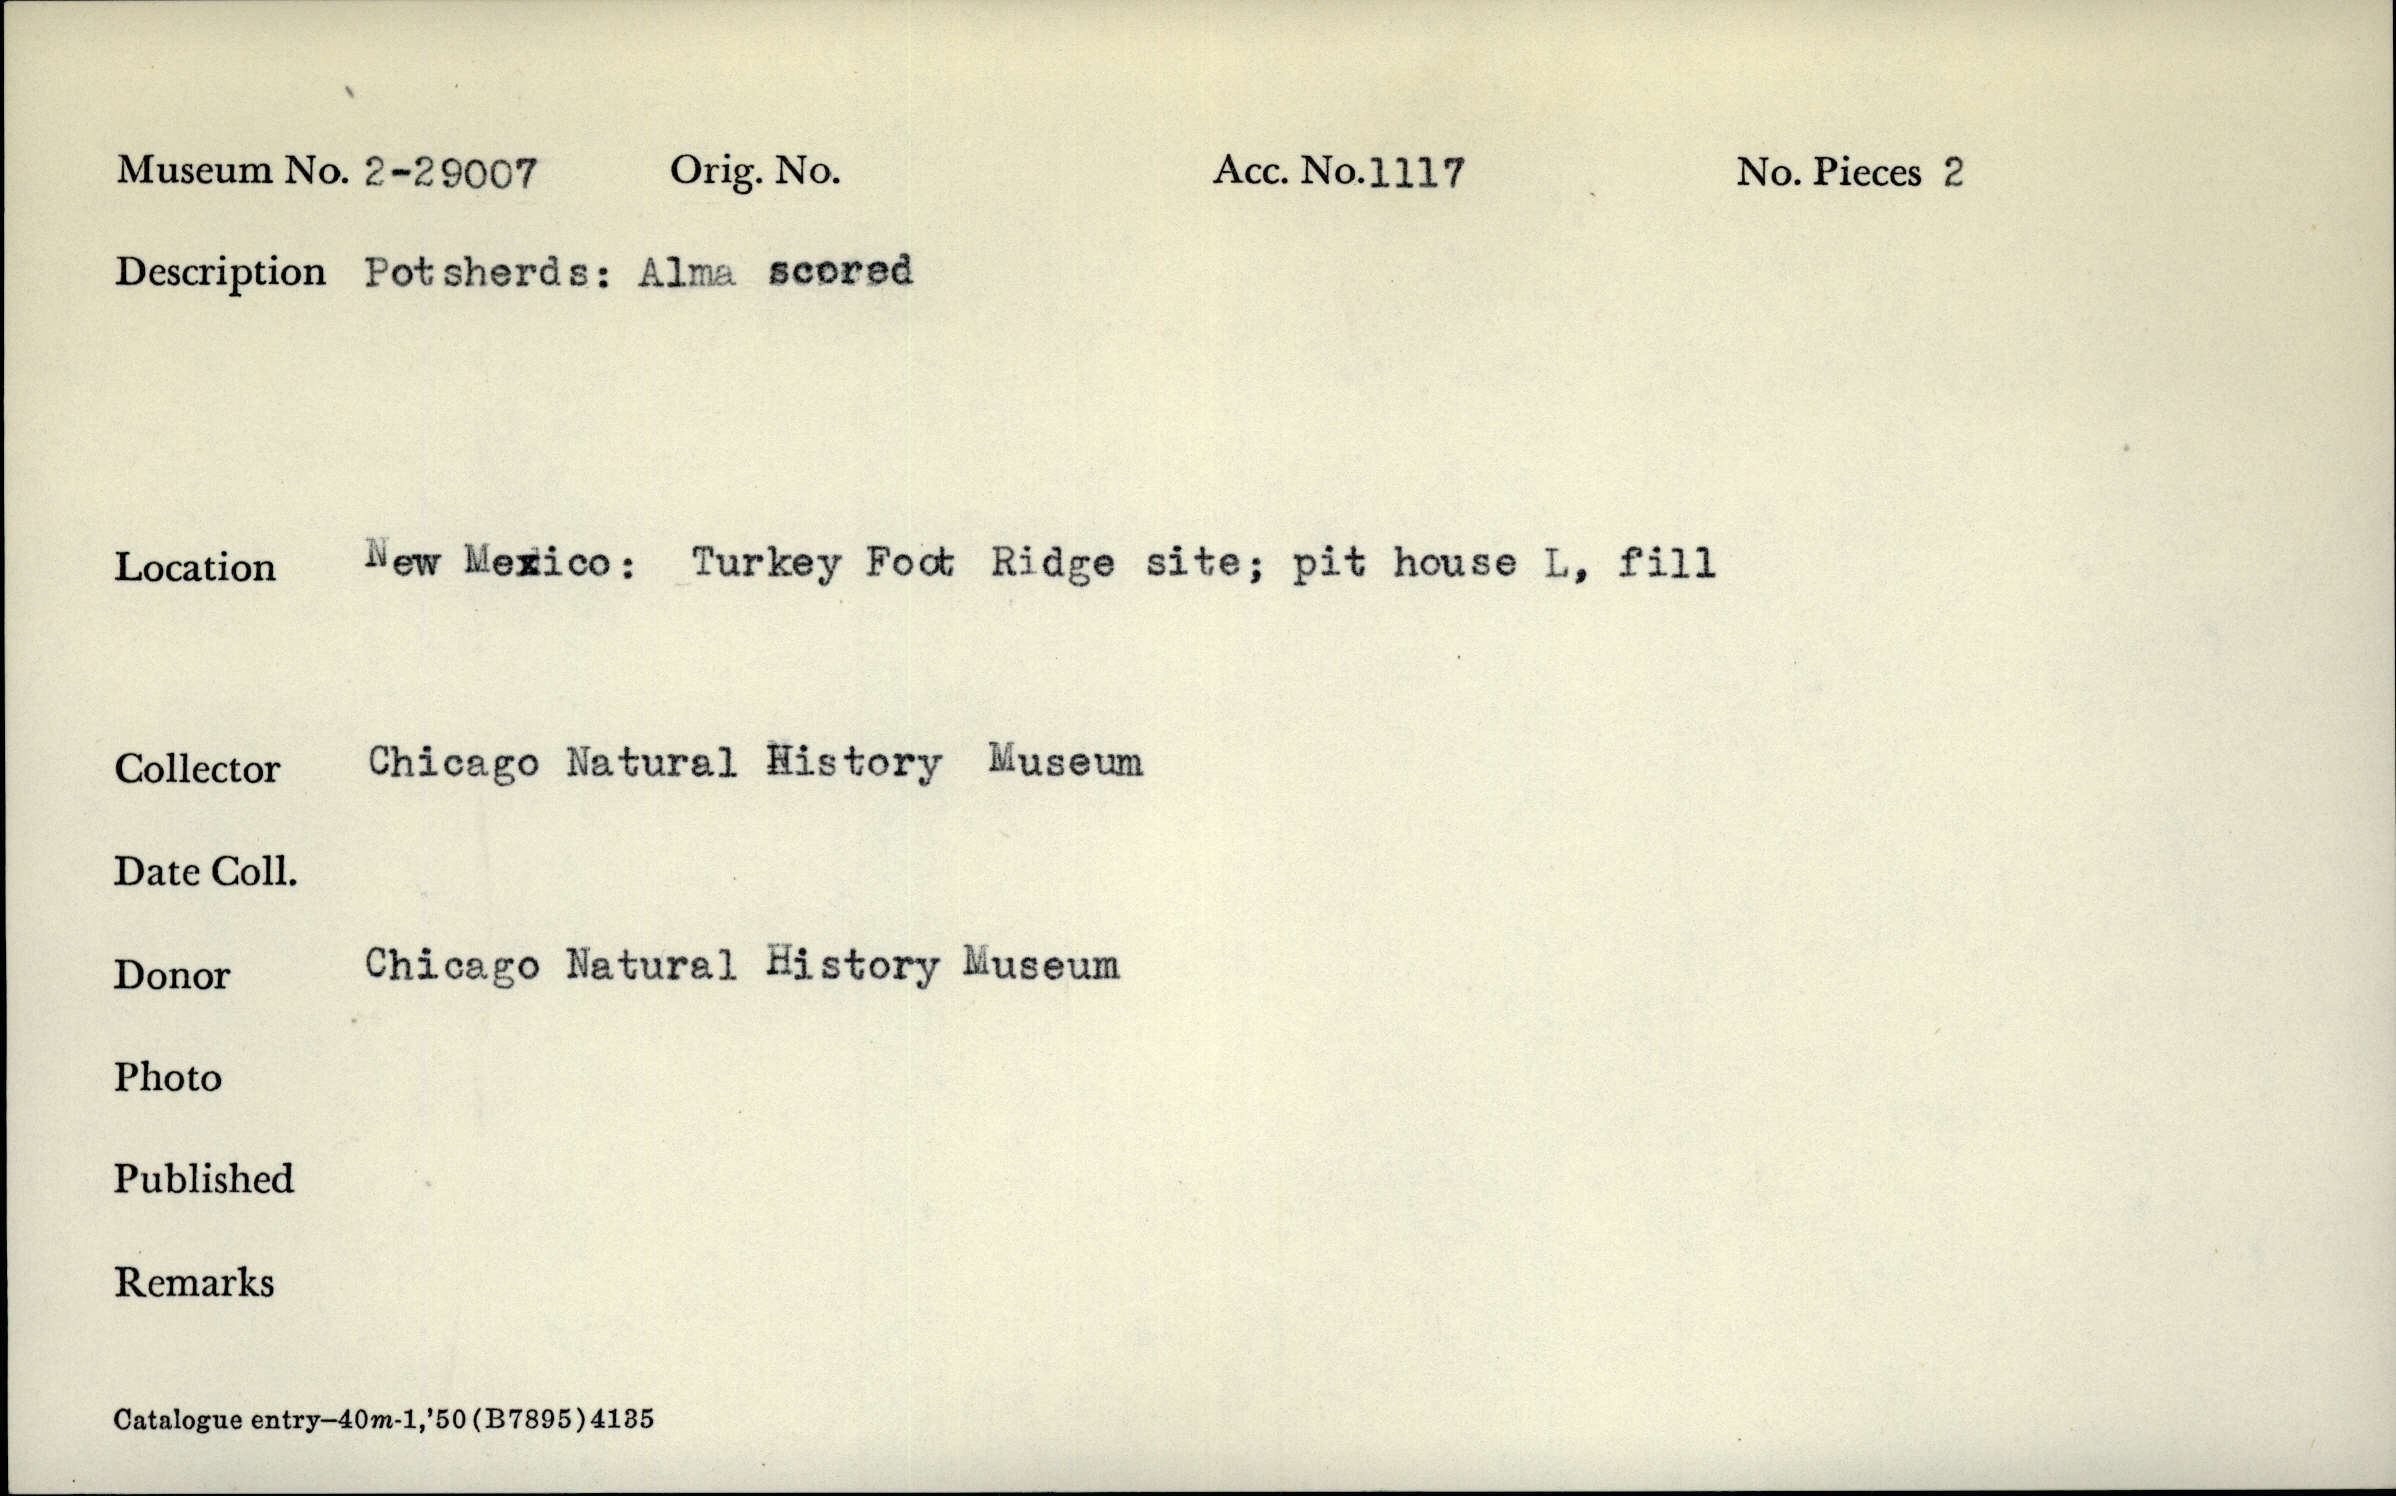 Museum No. 2-29007 Orig. No. Acc. No. 1117 No. Pieces 2
Description Potsherds: Alma scored
Location New Mexico: Turkey Foot Ridge site; pit house L, fill
Collector Chicago Natural History Museum
Date Coll.
Donor Chicago Natural History Museum
Photo
Published
Remarks
Catalogue entry—40m-1,'50 (B7895) 4135